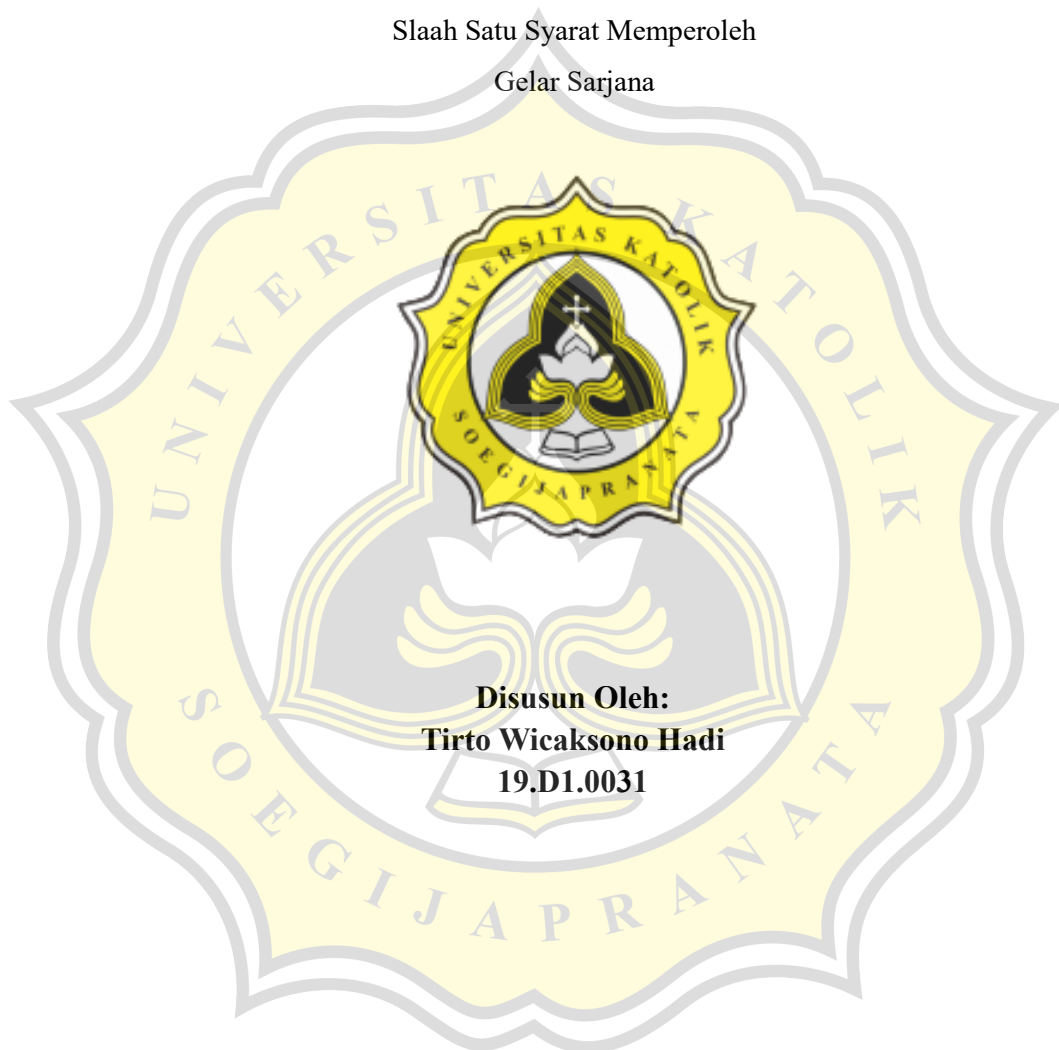 Slaah Satu Syarat Memperoleh
Gelar Sarjana
UNIVERSITAS KATOLIK
SOEGIJAPRANATA
UNIVERSITAS KATOLIK
SOEGIJAPRANATA
Disusun Oleh:
Tirto Wicaksono Hadi
19.D1.0031